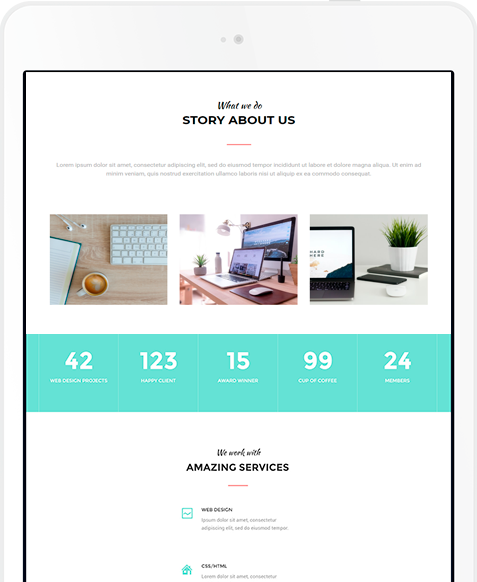 What we do
STORY ABOUT US
Lorem ipsum dolor sit amet, consectetur adipiscing elit, sed do eiusmod tempor incididunt ut labore et dolore magna aliqua. Ut enim ad
minim veniam, quis nostrud exercitation ullamco laboris nisi ut aliquip ex ea commodo consequat.
HARD
HERE
42
WEB DESIGN PROJECTS
123
HAPPY CLIENT
15
AWARD WINNER
99
CUP OF COFFEE
24
MEMBERS
We work with
AMAZING SERVICES
WEB DESIGN
Ipsum dolor sit amet, consectetur
adipiscing elit, sed do eiusmod tempor.
CSS/HTML
Lorem dolor sit amet, consectetur